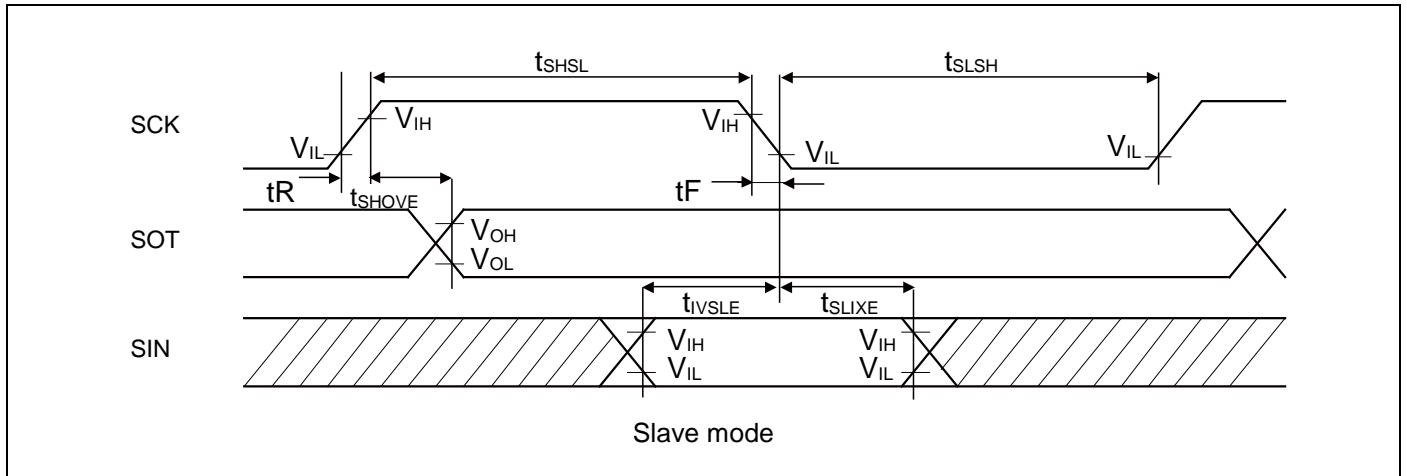 tSHSL
tSLSH
SCK
VIH
VIH
VIL
VIL
VIL
tR
tSHOVE
tF
SOT
VOH
VOL
tIVSLE
tSLIXE
SIN
VIH
VIH
VIL
VIL
Slave mode